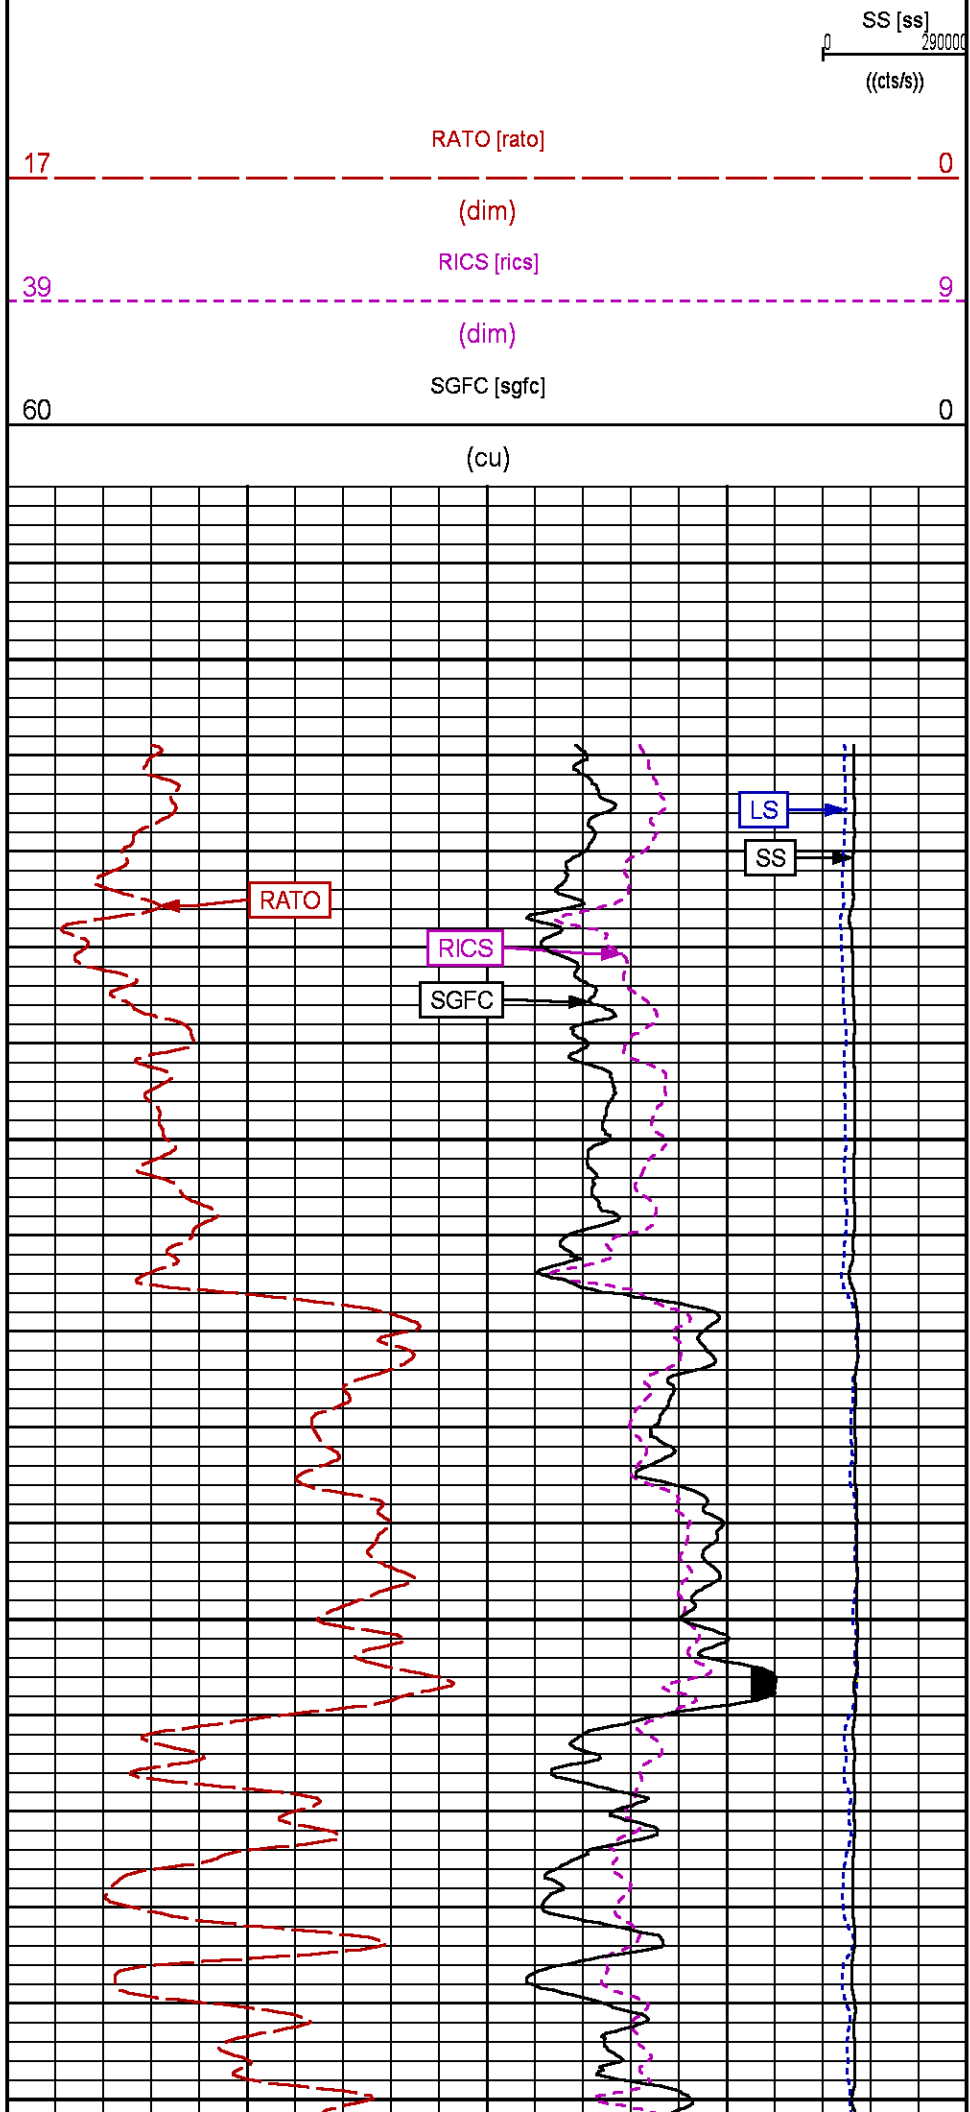 SS [ss]
0 290000
((cts/s))
RATO [rato]
17 0
(dim)
RICS [rics]
39 9
(dim)
SGFC [sgfc]
60 0
(cu)
LS
SS
RATO
RICS
SGFC